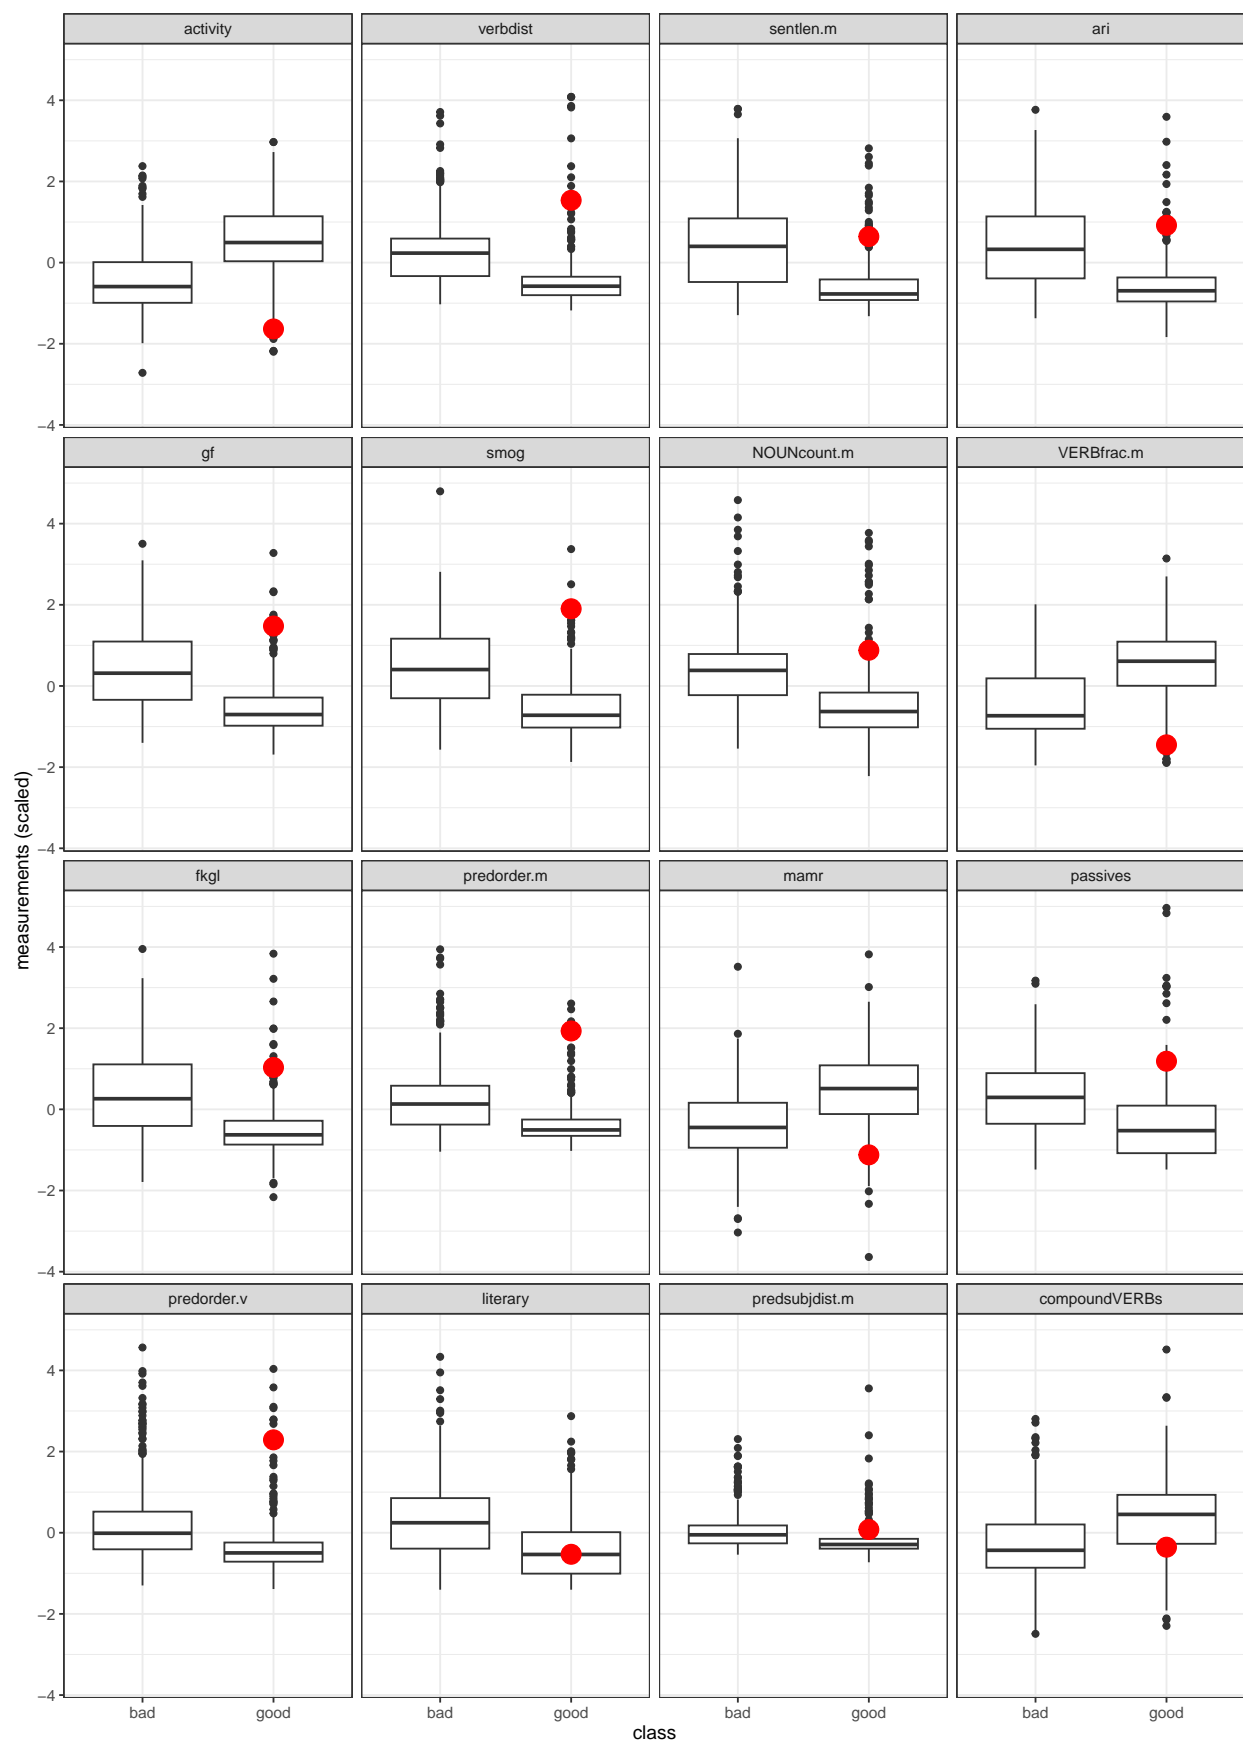 activity verbdist sentlen.m ari
4
2
0
−2
−4
gf smog NOUNcount.m VERBfrac.m
4
2
0
−2
−4
measurements (scaled)
fkgl predorder.m mamr passives
4
2
0
−2
−4
predorder.v literary predsubjdist.m compoundVERBs
4
2
0
−2
−4
bad good bad good bad good bad good
class